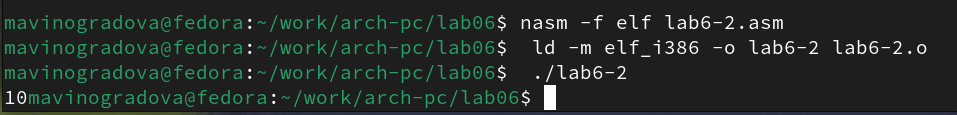 mavinogradova@fedora:~/work/arch-pc/lab06$ nasm -f elf lab6-2.asm
mavinogradova@fedora:~/work/arch-pc/lab06$  ld -m elf_i386 -o lab6-2 lab6-2.o
mavinogradova@fedora:~/work/arch-pc/lab06$  ./lab6-2
10mavinogradova@fedora:~/work/arch-pc/lab06$